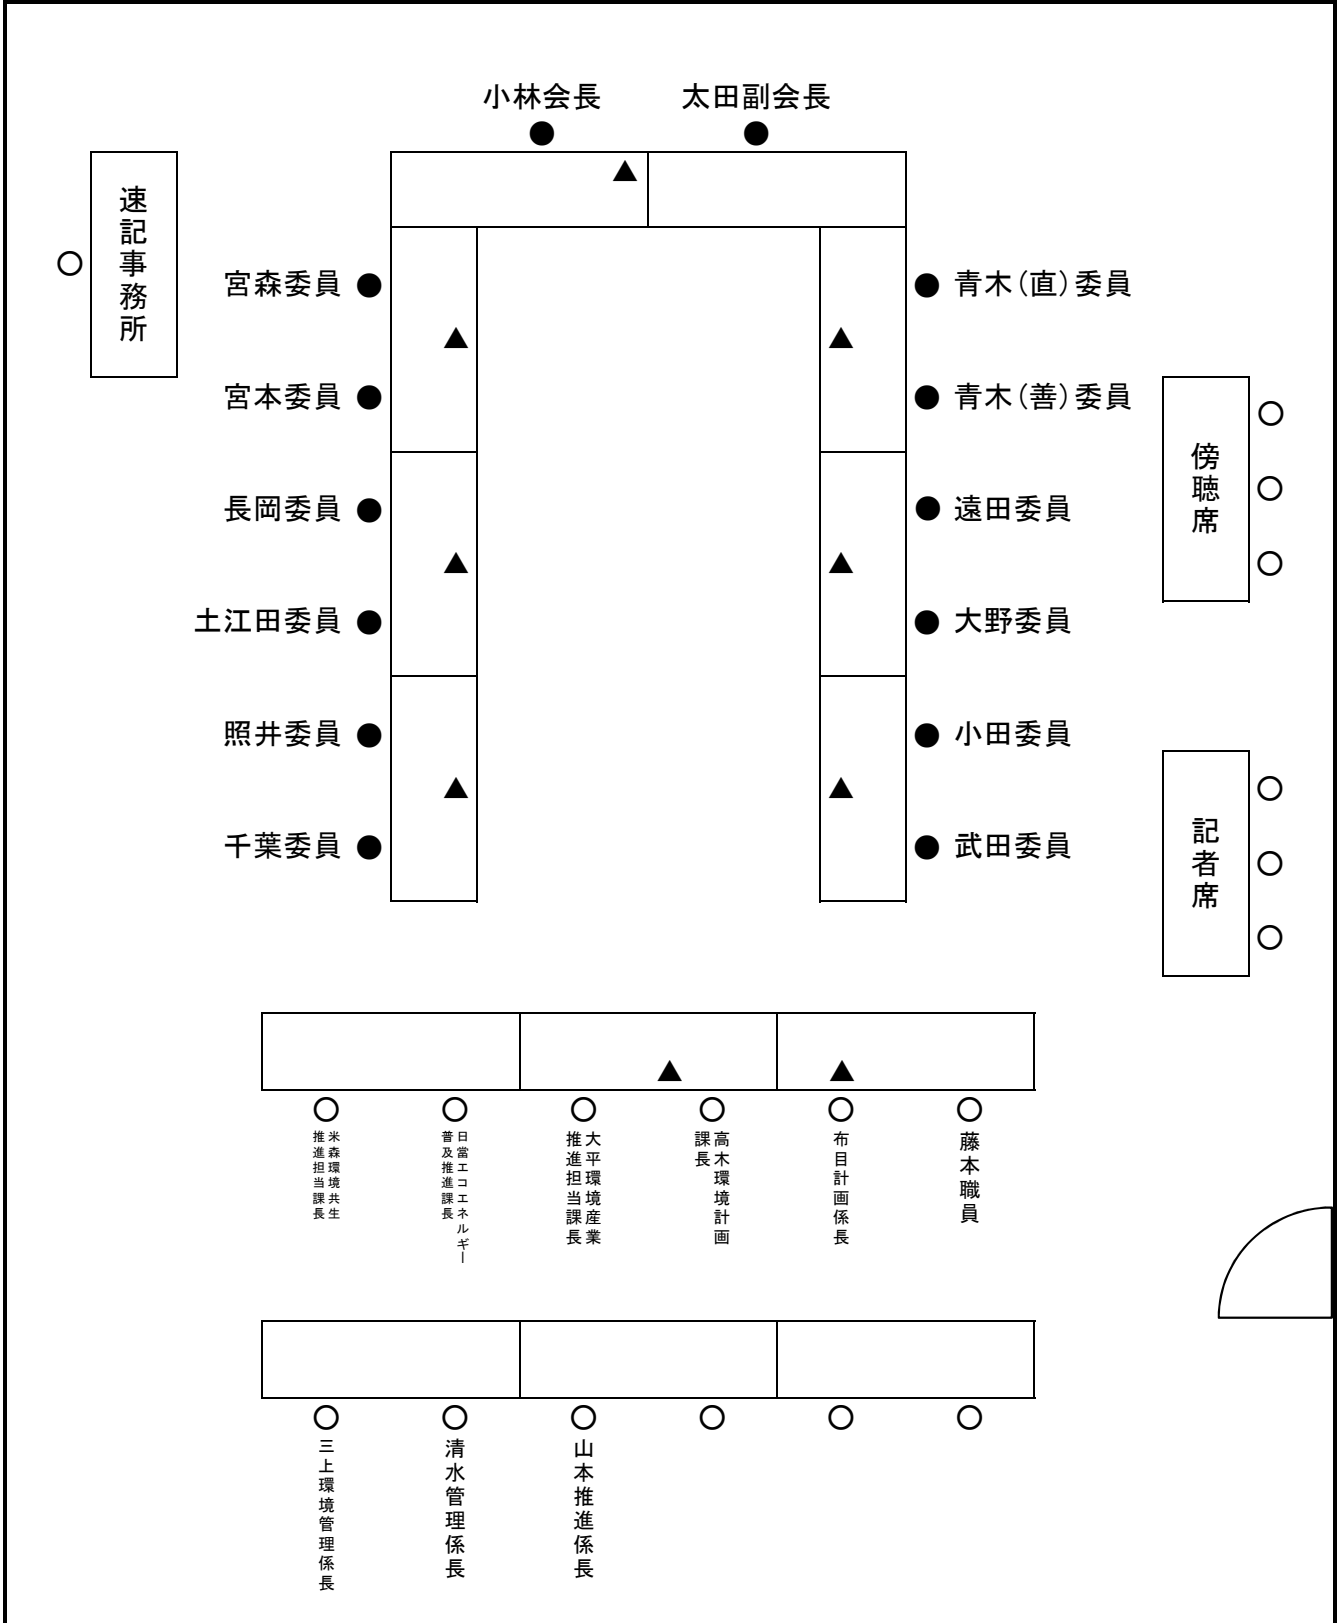 小林会長
太田副会長
速記事務所
宮森委員
青木（直）委員
宮本委員
青木（善）委員
長岡委員
遠田委員
傍聴席
土江田委員
大野委員
照井委員
小田委員
千葉委員
武田委員
記者席
米森環境共生
推進担当課長
日當エコエネルギー
普及推進課長
大平環境産業
推進担当課長
高木環境計画
課長
布目計画係長
藤本職員
三上環境管理係長
清水管理係長
山本推進係長